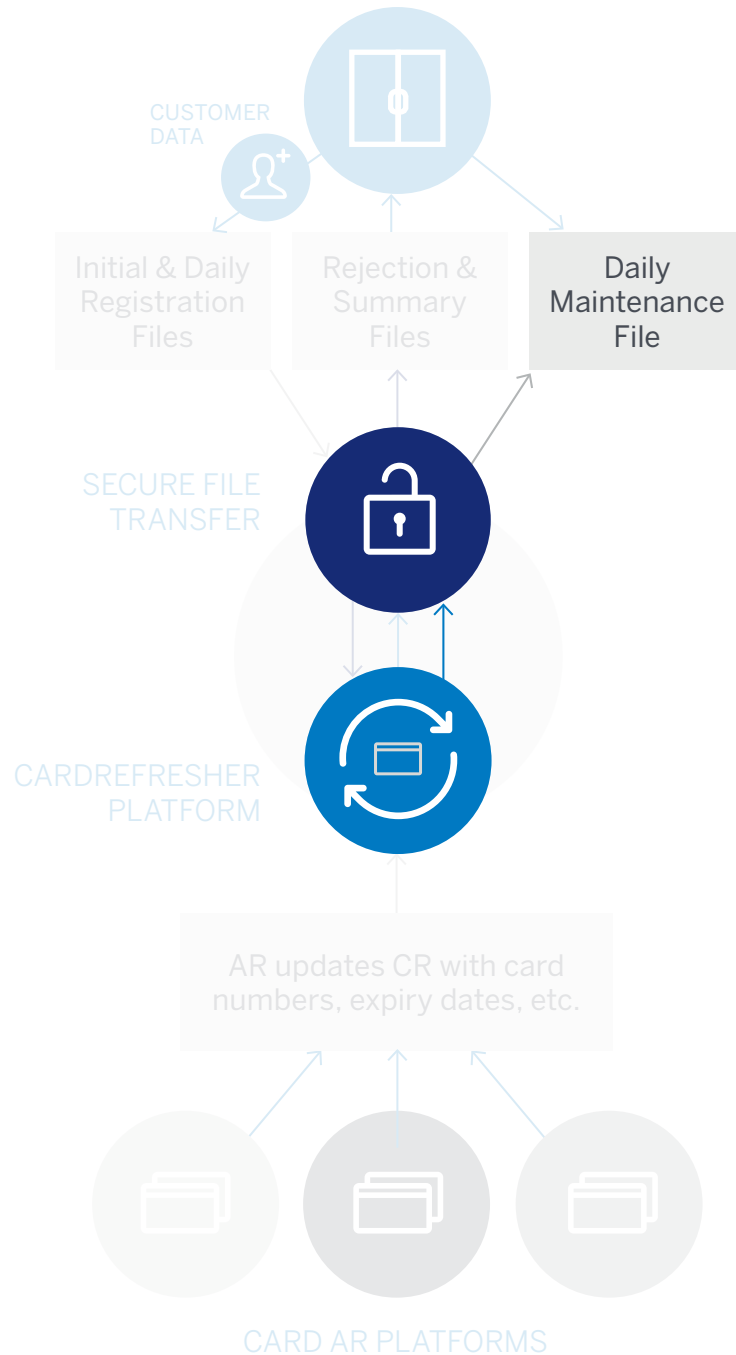 CUSTOMER
DATA
Initial & Daily
Registration
Files
Rejection &
Summary
Files
Daily
Maintenance
File
SECURE FILE
TRANSFER
CARDREFRESHER
PLATFORM
AR updates CR with card
numbers, expiry dates, etc.
CARD AR PLATFORMS